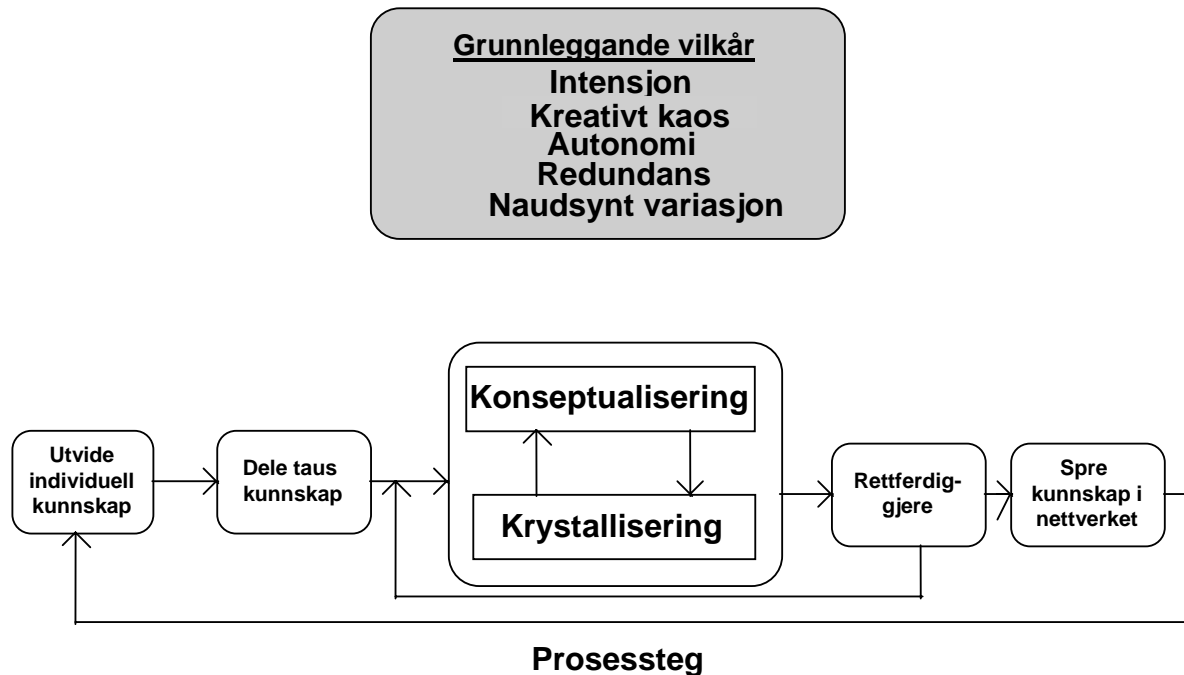 Grunnleggande vilkår
Intensjon
Kreativt kaos
Autonomi
Redundans
Naudsynt variasjon
Utvide
individuell
kunnskap
Dele taus
kunnskap
Konseptualisering
Krystallisering
Rettferdig-
gjere
Spre
kunnskap i
nettverket
Prosessteg